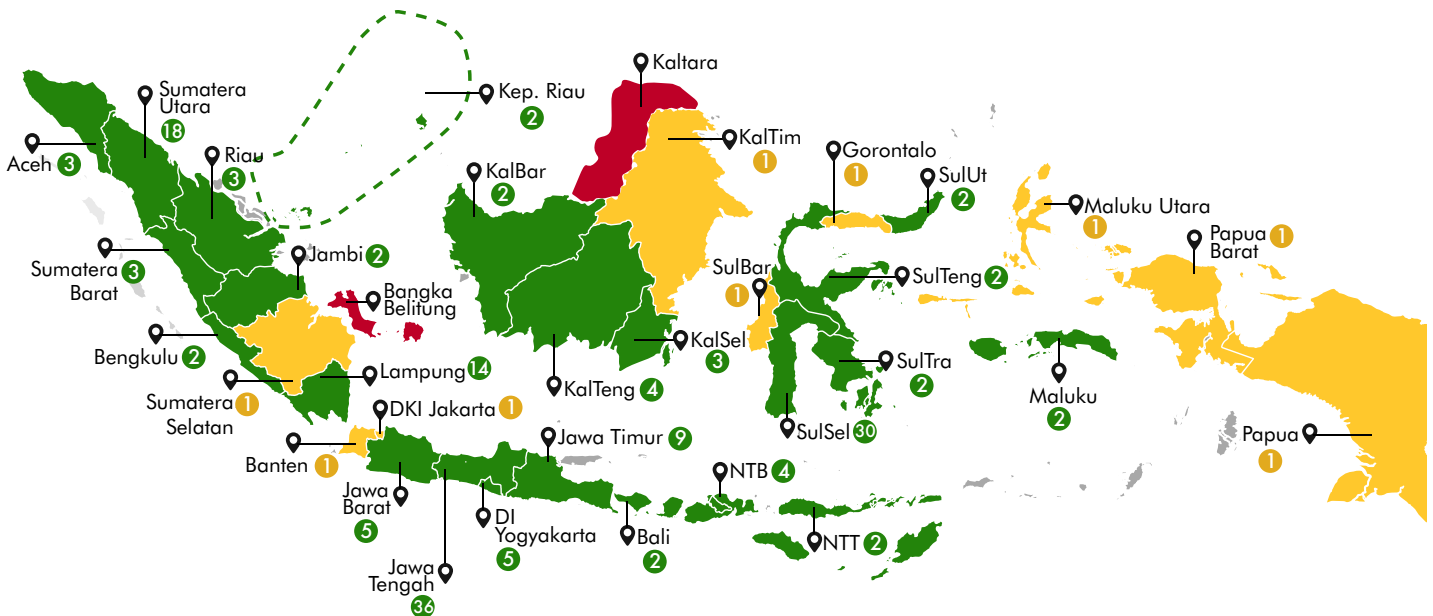 Kaltara
Sumatera
Utara
18
Kep. Riau
2
KalTim
1
Aceh 3
Riau
3
KalBar
2
Gorontalo
1
SulUt
2
Maluku Utara
1
Papua 1
Barat
Sumatera 3
Barat
Jambi 2
SulBar
1
SulTeng 2
Bangka
Belitung
Bengkulu 2
KalSel
3
Lampung 14
KalTeng 4
SulTra
2
Maluku
2
Sumatera 1
Selatan
DKI Jakarta 1
Banten 1
Jawa Timur 9
SulSel 30
Papua
1
NTB 4
Jawa
Barat
5
DI
Yogyakarta
5
Bali
2
NTT 2
Jawa
Tengah
36